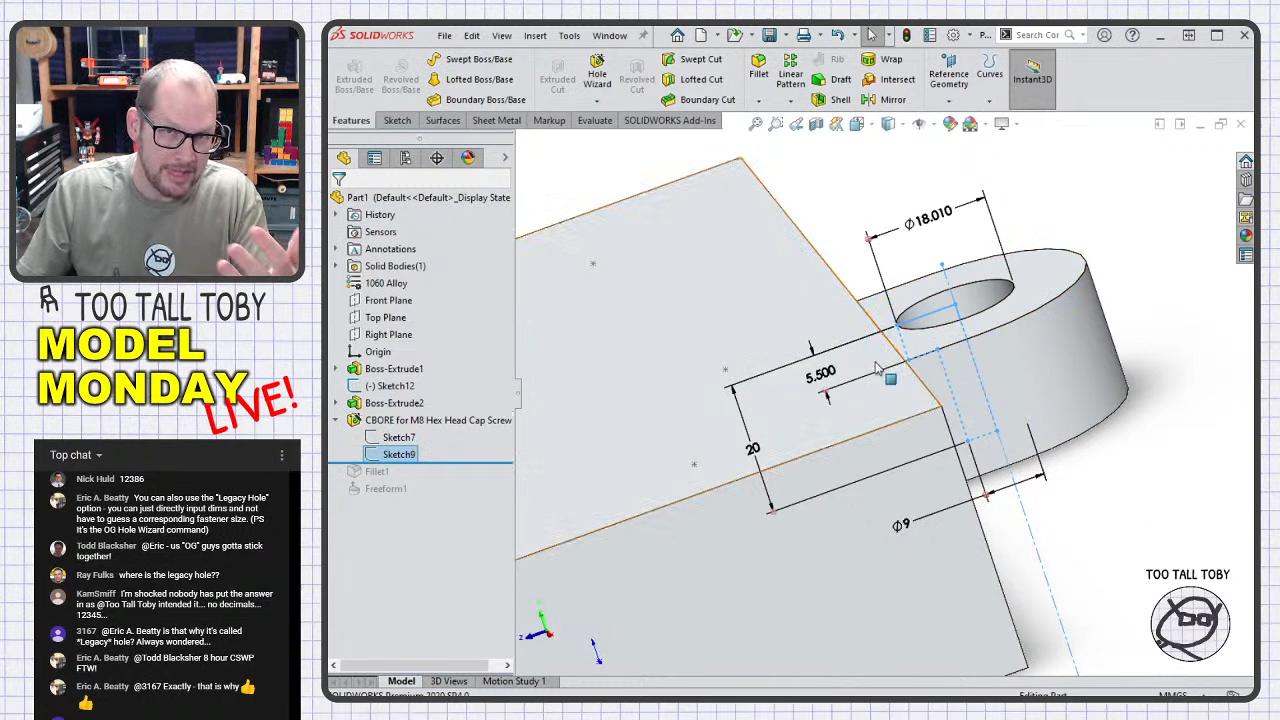 SOLIDWORKS
File Edit View Insert Tools Window
P...
Search Cor
Extruded Boss/Base
Revolved Boss/Base
Swept Boss/Base
Lofted Boss/Base
Boundary Boss/Base
Extruded Cut
Hole Wizard
Revolved Cut
Swept Cut
Lofted Cut
Boundary Cut
Fillet
Linear Pattern
Rib
Draft
Shell
Wrap
Intersect
Mirror
Reference Geometry
Curves
Instant3D
Features Sketch Surfaces Sheet Metal Markup Evaluate SOLIDWORKS Add-Ins
Part1 (Default<<Default>_Display State
History
Sensors
Annotations
Solid Bodies(1)
1060 Alloy
Front Plane
Top Plane
Right Plane
Origin
Boss-Extrude1
(-) Sketch12
Boss-Extrude2
CBORE for M8 Hex Head Cap Screw
Sketch7
Sketch9
Fillet1
Freeform1
Ø18.010
5.500
20
Ø9
z
Model 3D Views Motion Study 1
SOLIDWORKS Premium 2020 SP4.0
Editing Part
MMGS
TOO TALL TOBY
MODEL
MONDAY
LIVE!
Top chat
Nick Huld 12386
Eric A. Beatty You can also use the "Legacy Hole"
option - you can just directly input dims and not
have to guess a corresponding fastener size. (PS
It's the OG Hole Wizard command)
Todd Blacksher @Eric - us "OG" guys gotta stick
together!
Ray Fulks where is the legacy hole??
KamSmiff I'm shocked nobody has put the answer
in as @Too Tall Toby intended it... no decimals...
12345...
3167 @Eric A. Beatty is that why it's called
*Legacy* hole? Always wondered...
Eric A. Beatty @Todd Blacksher 8 hour CSWP
FTW!
Eric A. Beatty @3167 Exactly - that is why👍
👍
TOO TALL TOBY